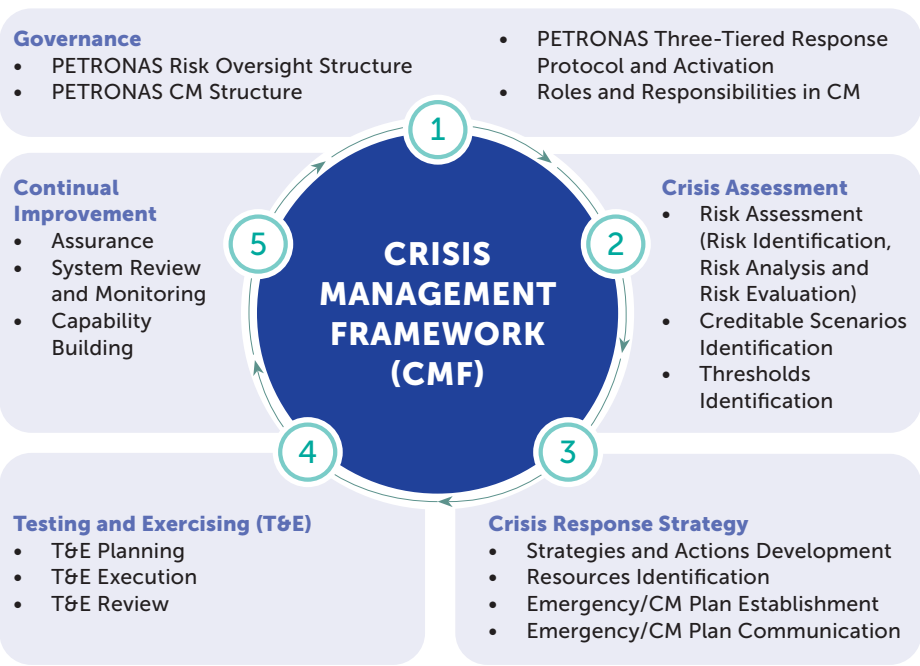 Governance
• PETRONAS Risk Oversight Structure
• PETRONAS CM Structure
• PETRONAS Three-Tiered Response
Protocol and Activation
• Roles and Responsibilities in CM
1
Continual
Improvement
• Assurance
• System Review
and Monitoring
• Capability
Building
5
CRISIS
MANAGEMENT
FRAMEWORK
(CMF)
2
Crisis Assessment
• Risk Assessment
(Risk Identification,
Risk Analysis and
Risk Evaluation)
• Creditable Scenarios
Identification
• Thresholds
Identification
4
3
Testing and Exercising (T&E)
• T&E Planning
• T&E Execution
• T&E Review
Crisis Response Strategy
• Strategies and Actions Development
• Resources Identification
• Emergency/CM Plan Establishment
• Emergency/CM Plan Communication